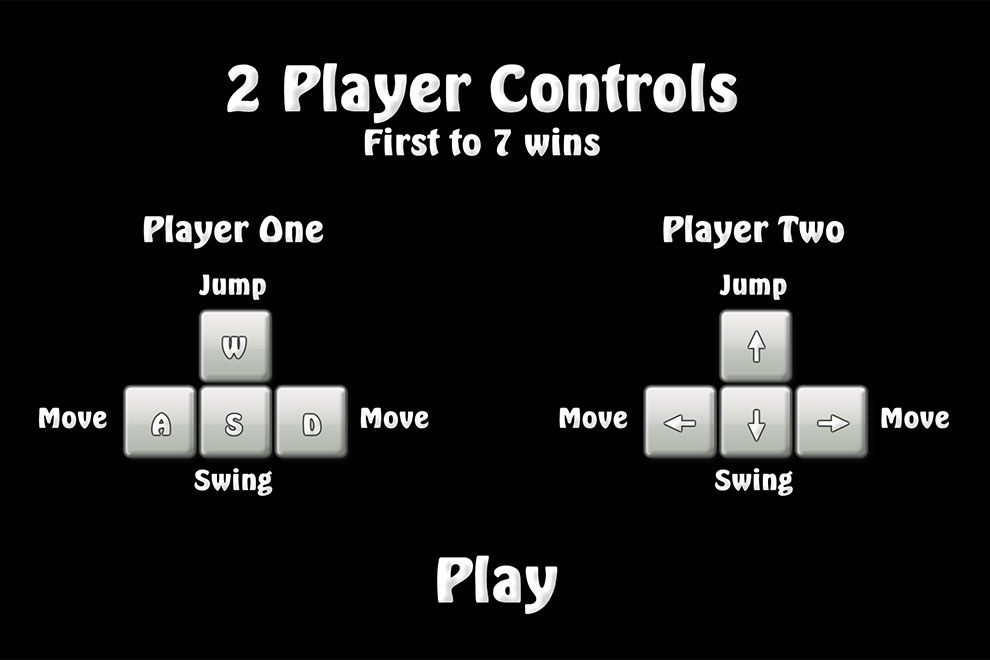 2 Player Controls
First to 7 wins
Player One
Jump
W
Move A S D Move
Swing
Player Two
Jump
↑
Move ← ↓ → Move
Swing
Play